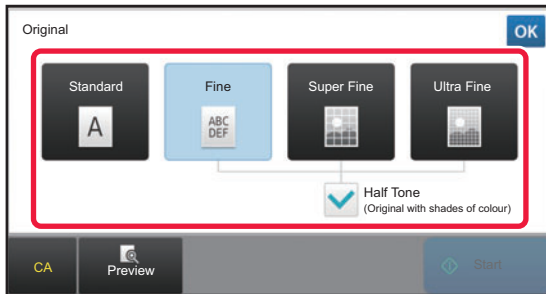 Original
OK
Standard
Fine
Super Fine
Ultra Fine
A
ABC
DEF
Half Tone
(Original with shades of colour)
CA
Preview
Start